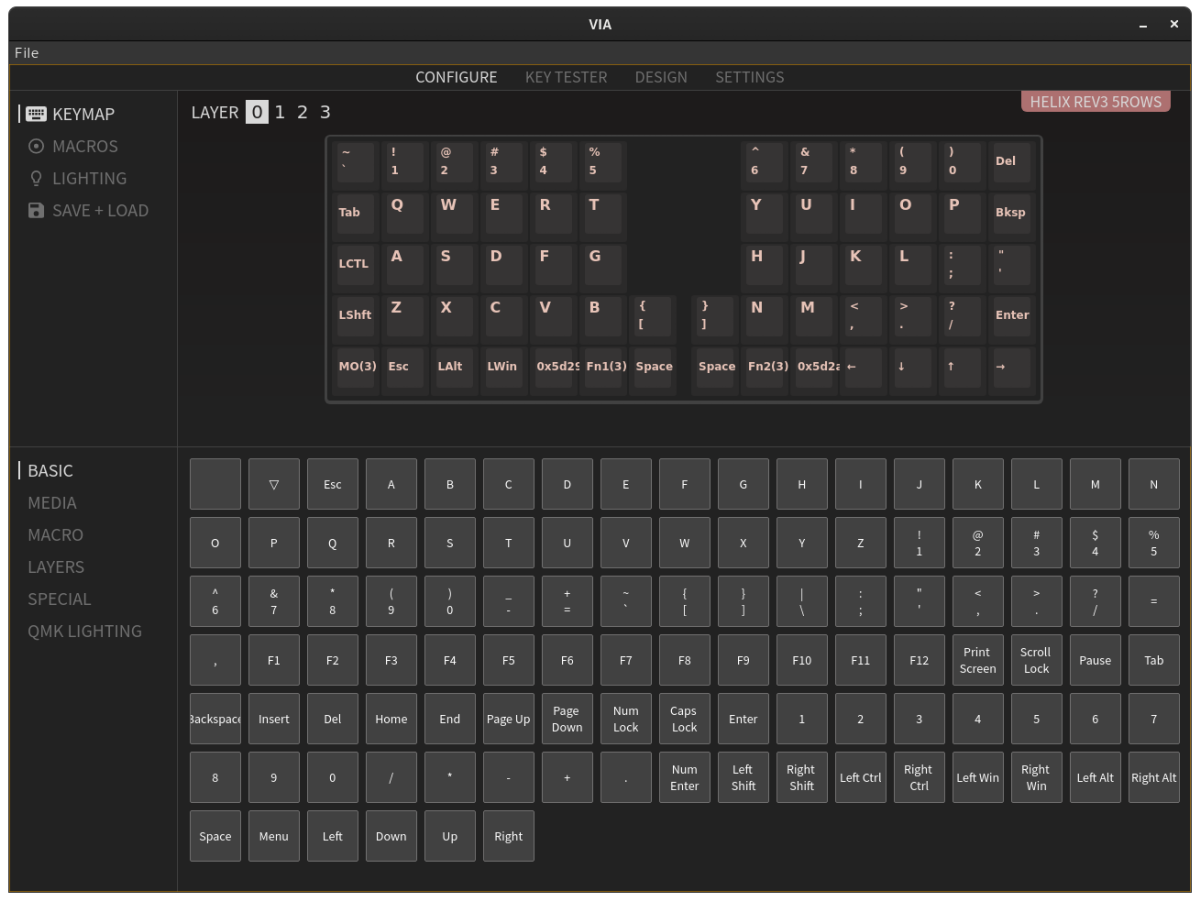 VIA
File
CONFIGURE KEY TESTER DESIGN SETTINGS
KEYMAP
MACROS
LIGHTING
SAVE + LOAD
LAYER 0 1 2 3
HELIX REV3 5ROWS
~ ! @ # $ % ^ & * ( )
` 1 2 3 4 5 6 7 8 9 0 Del
Tab Q W E R T Y U I O P Bksp
LCTL A S D F G H J K L : "
; '
LShft Z X C V B { } N M < > ? Enter
[ ] , . /
MO(3) Esc LAlt LWin 0x5d29 Fn1(3) Space Space Fn2(3) 0x5d2a ← ↓ ↑ →
BASIC
MEDIA
MACRO
LAYERS
SPECIAL
QMK LIGHTING
▽ Esc A B C D E F G H I J K L M N
O P Q R S T U V W X Y Z ! @ # $ %
1 2 3 4 5
^ & * ( ) _ + ~ { } | : " < > ? =
6 7 8 9 0 - = ` [ ] \ ; ' , . /
, F1 F2 F3 F4 F5 F6 F7 F8 F9 F10 F11 F12 Print Scroll Pause Tab
Screen Lock
Backspace Insert Del Home End Page Up Page Num Caps Enter 1 2 3 4 5 6 7
Down Lock Lock
8 9 0 / * - + . Num Left Right Left Ctrl Right Left Win Right Left Alt Right Alt
Enter Shift Shift Ctrl Win
Space Menu Left Down Up Right